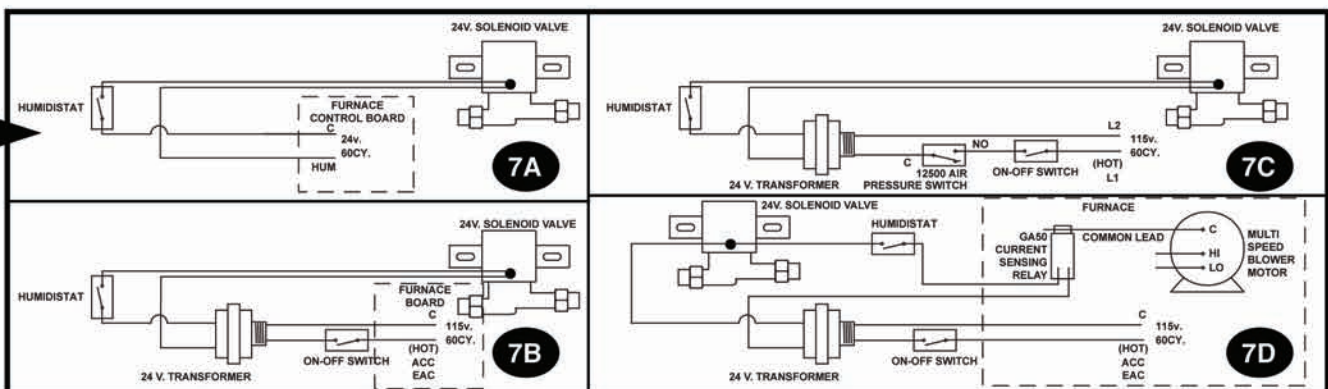 24V. SOLENOID VALVE
HUMIDISTAT
FURNACE
CONTROL BOARD
C
24v.
60CY.
HUM
7A
24V. SOLENOID VALVE
HUMIDISTAT
L2
115v.
NO
60CY.
C
(HOT)
12500 AIR
PRESSURE SWITCH
ON-OFF SWITCH
L1
24 V. TRANSFORMER
7C
24V. SOLENOID VALVE
HUMIDISTAT
FURNACE
BOARD
C
115v.
60CY.
ON-OFF SWITCH
(HOT)
ACC
EAC
24 V. TRANSFORMER
7B
24V. SOLENOID VALVE
HUMIDISTAT
FURNACE
GA50
CURRENT
SENSING
RELAY
COMMON LEAD
C
HI
LO
MULTI
SPEED
BLOWER
MOTOR
C
115v.
60CY.
(HOT)
ON-OFF SWITCH
ACC
EAC
24 V. TRANSFORMER
7D